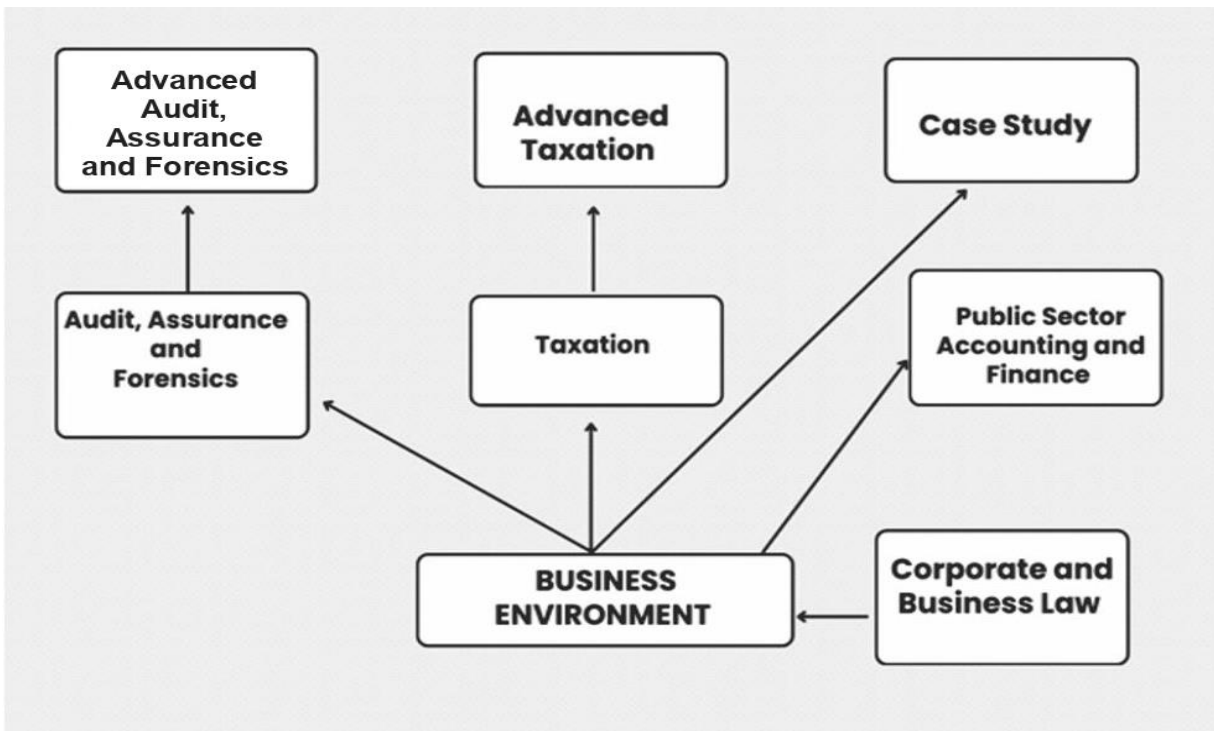 Advanced
Audit,
Assurance
and Forensics
Advanced
Taxation
Case Study
Audit, Assurance
and
Forensics
Taxation
Public Sector
Accounting and
Finance
BUSINESS
ENVIRONMENT
Corporate and
Business Law